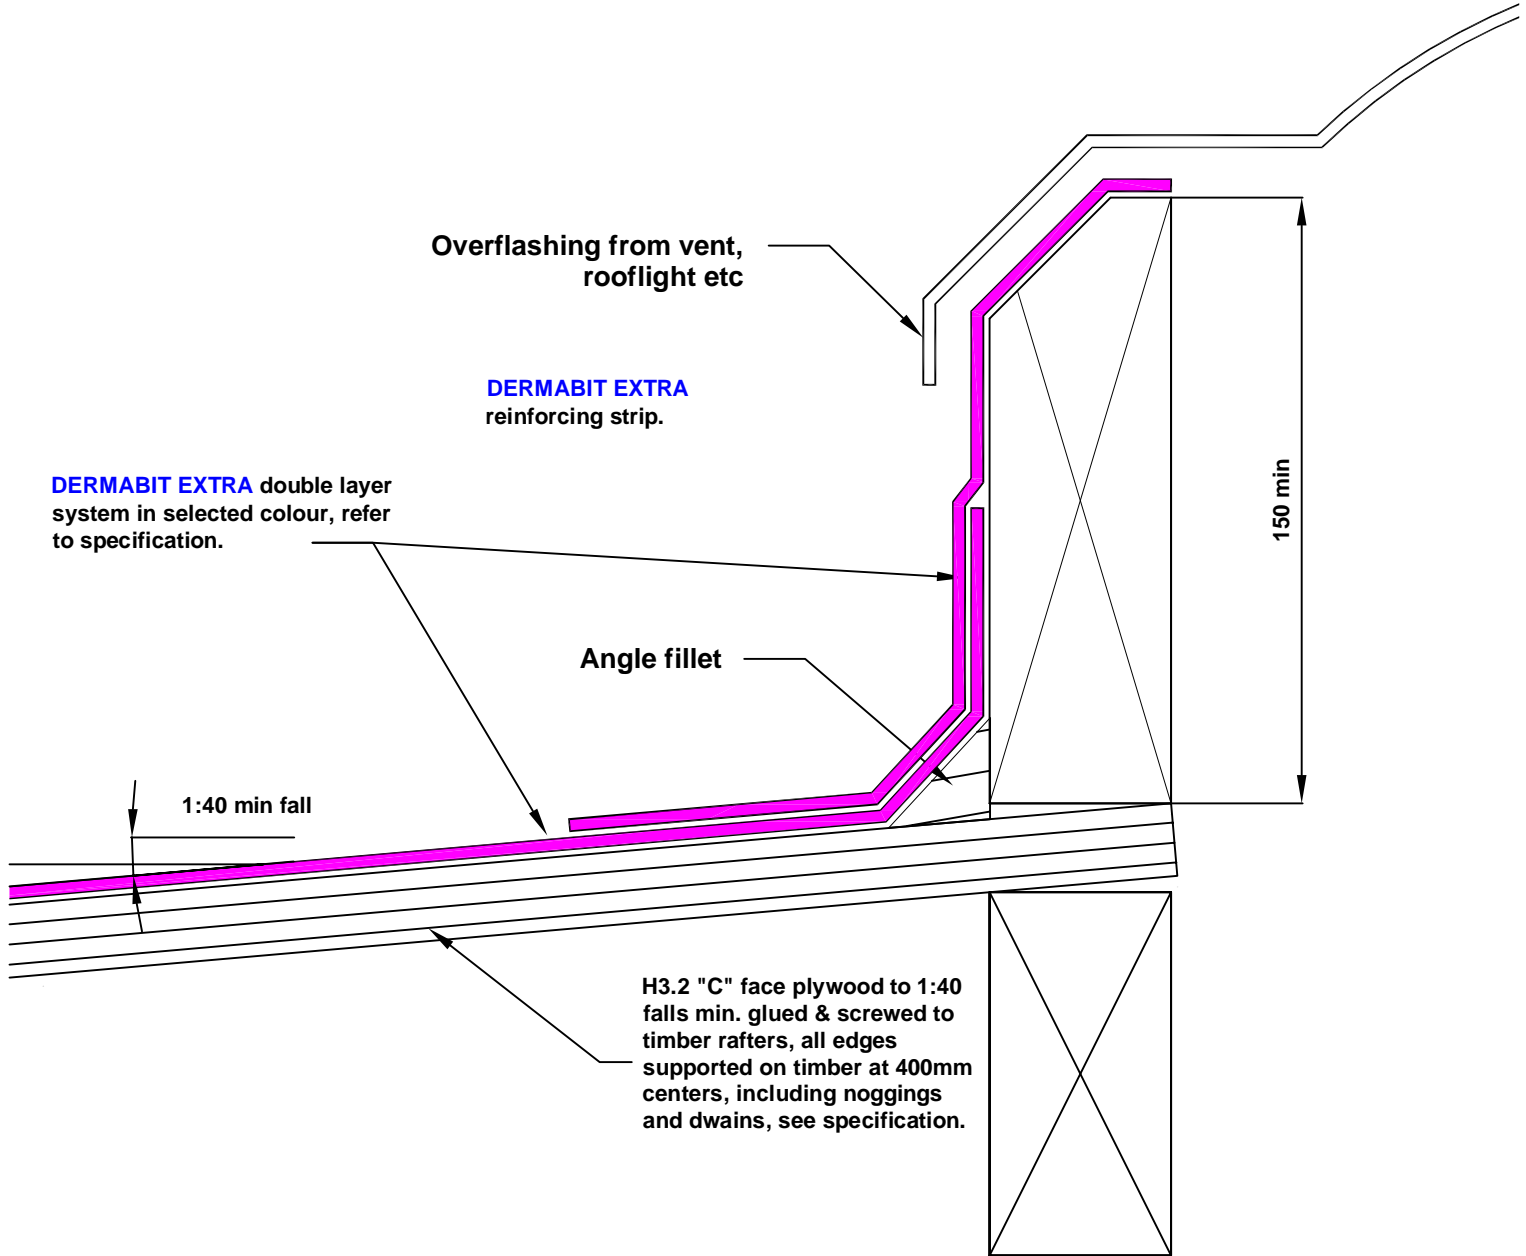 Overflashing from vent,
rooflight etc
DERMABIT EXTRA
reinforcing strip.
DERMABIT EXTRA double layer
system in selected colour, refer
to specification.
150 min
Angle fillet
1:40 min fall
H3.2 "C" face plywood to 1:40
falls min. glued & screwed to
timber rafters, all edges
supported on timber at 400mm
centers, including noggings
and dwains, see specification.